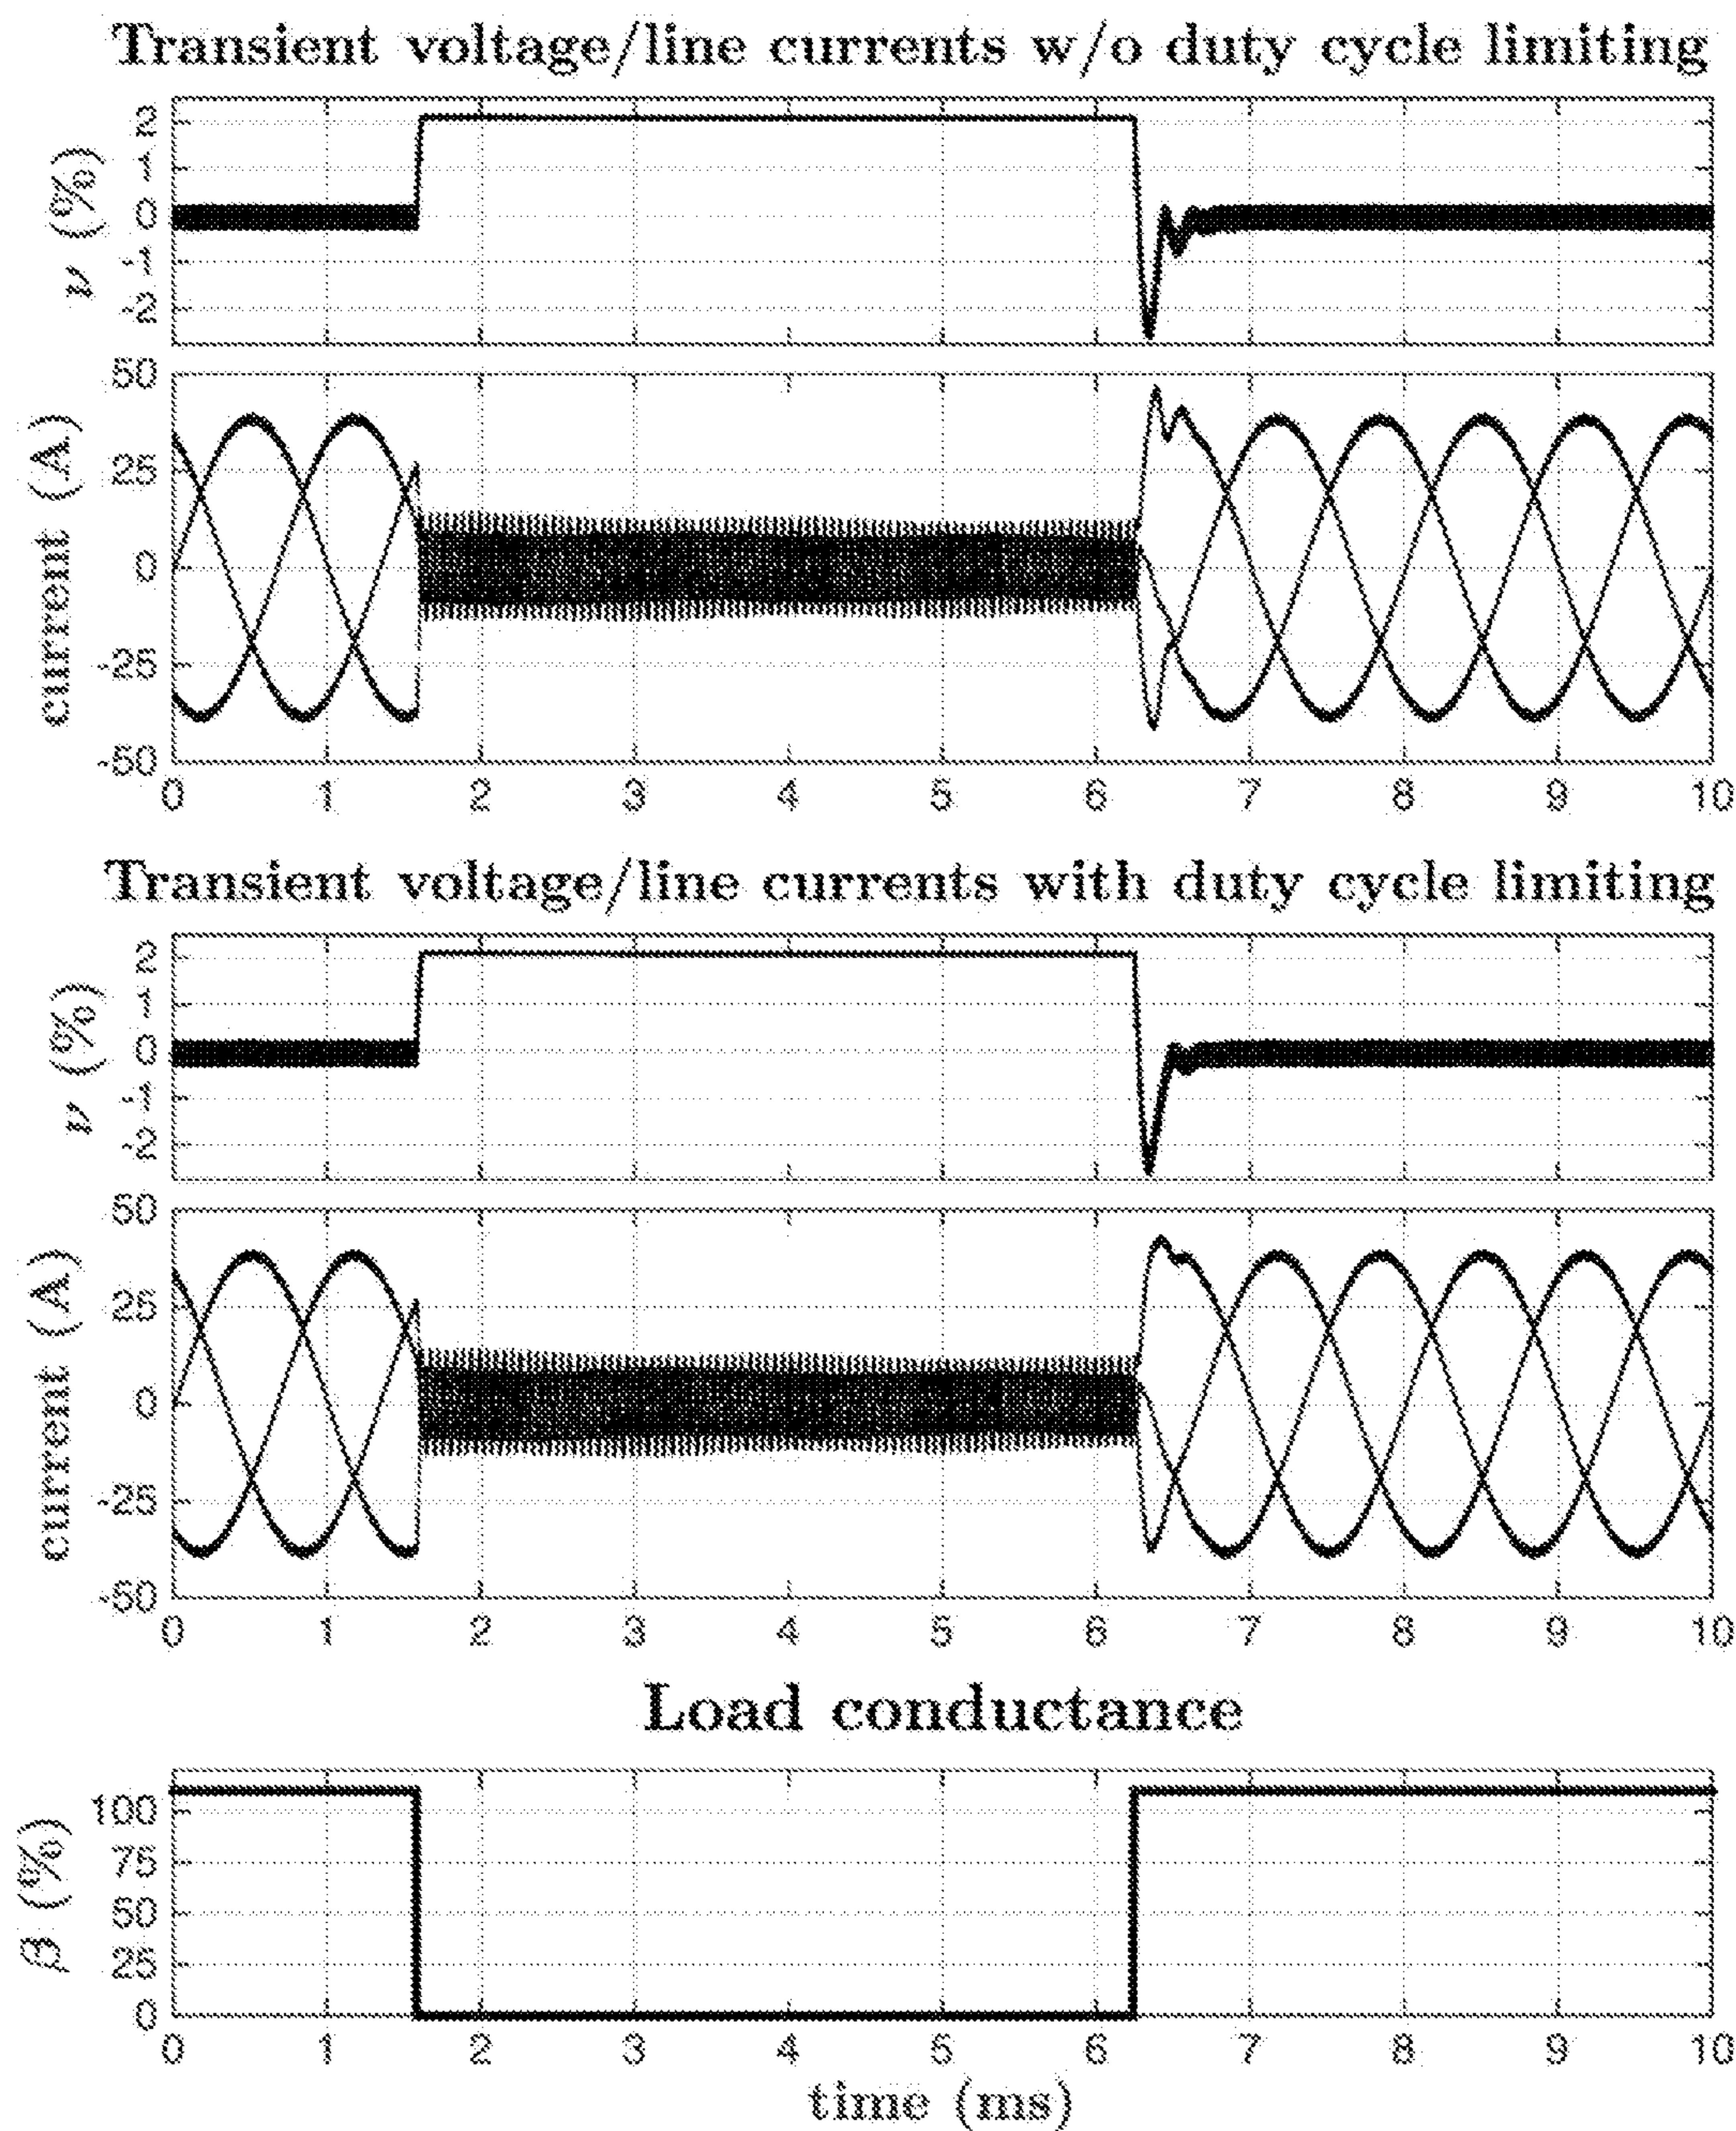 Transient voltage/line currents w/o duty cycle limiting
ν (%)
2
1
0
-1
-2
current (A)
50
25
0
-25
-50
0 1 2 3 4 5 6 7 8 9 10
Transient voltage/line currents with duty cycle limiting
ν (%)
2
1
0
-1
-2
current (A)
50
25
0
-25
-50
0 1 2 3 4 5 6 7 8 9 10
Load conductance
β (%)
100
75
50
25
0
0 1 2 3 4 5 6 7 8 9 10
time (ms)